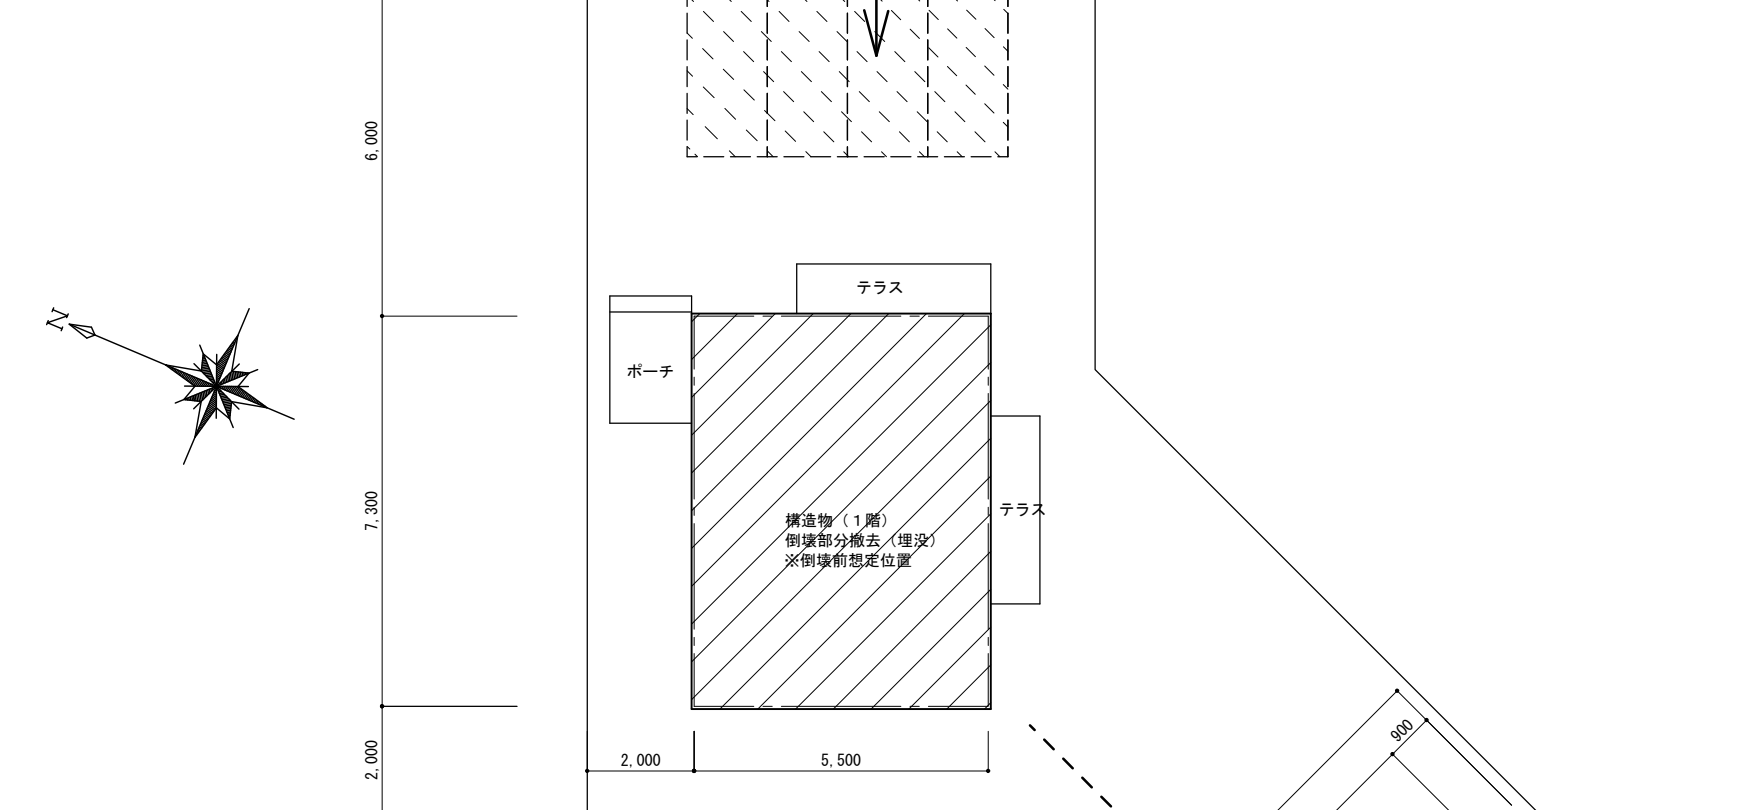 6,000
テラス
N
ポーチ
7,300
テラス
構造物（１階）
倒壊部分撤去（埋没）
※倒壊前想定位置
900
2,000
2,000
5,500